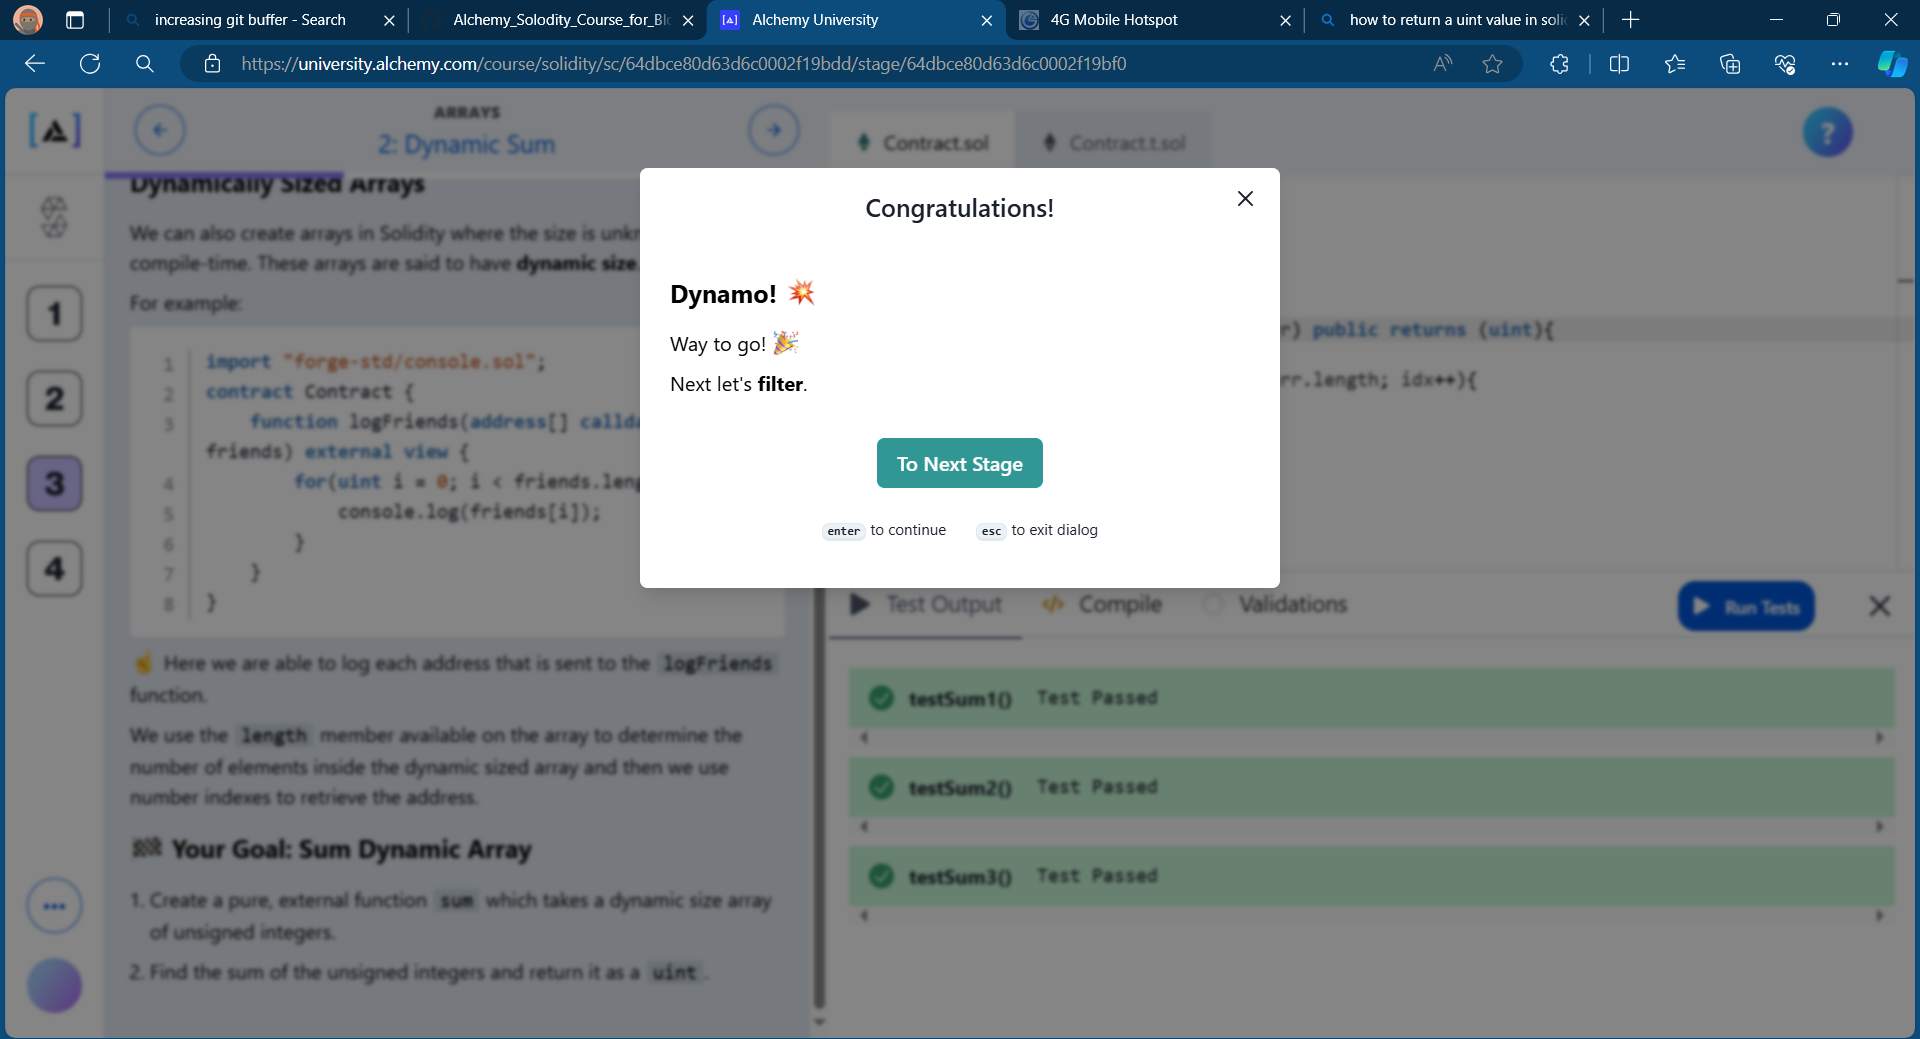 increasing git buffer - Search
Alchemy_Solodity_Course_for_Blo
Alchemy University
4G Mobile Hotspot
how to return a uint value in soli
https://university.alchemy.com/course/solidity/sc/64dbce80d63d6c0002f19bdd/stage/64dbce80d63d6c0002f19bf0
ARRAYS
2: Dynamic Sum
Contract.sol
Contract.t.sol
?
1
2
3
4
Dynamically Sized Arrays
We can also create arrays in Solidity where the size is unkn
compile-time. These arrays are said to have dynamic size.
For example:
1 import "forge-std/console.sol";
2 contract Contract {
3 function logFriends(address[] callda
friends) external view {
4 for(uint i = 0; i < friends.leng
5 console.log(friends[i]);
6 }
7 }
8 }
☝ Here we are able to log each address that is sent to the logFriends
function.
We use the length member available on the array to determine the
number of elements inside the dynamic sized array and then we use
number indexes to retrieve the address.
🏁 Your Goal: Sum Dynamic Array
1. Create a pure, external function sum which takes a dynamic size array
of unsigned integers.
2. Find the sum of the unsigned integers and return it as a uint.
r) public returns (uint){
rr.length; idx++){
Congratulations!
Dynamo! 💥
Way to go! 🎉
Next let's filter.
To Next Stage
enter to continue esc to exit dialog
Test Output
Compile
Validations
Run Tests
testSum1() Test Passed
testSum2() Test Passed
testSum3() Test Passed